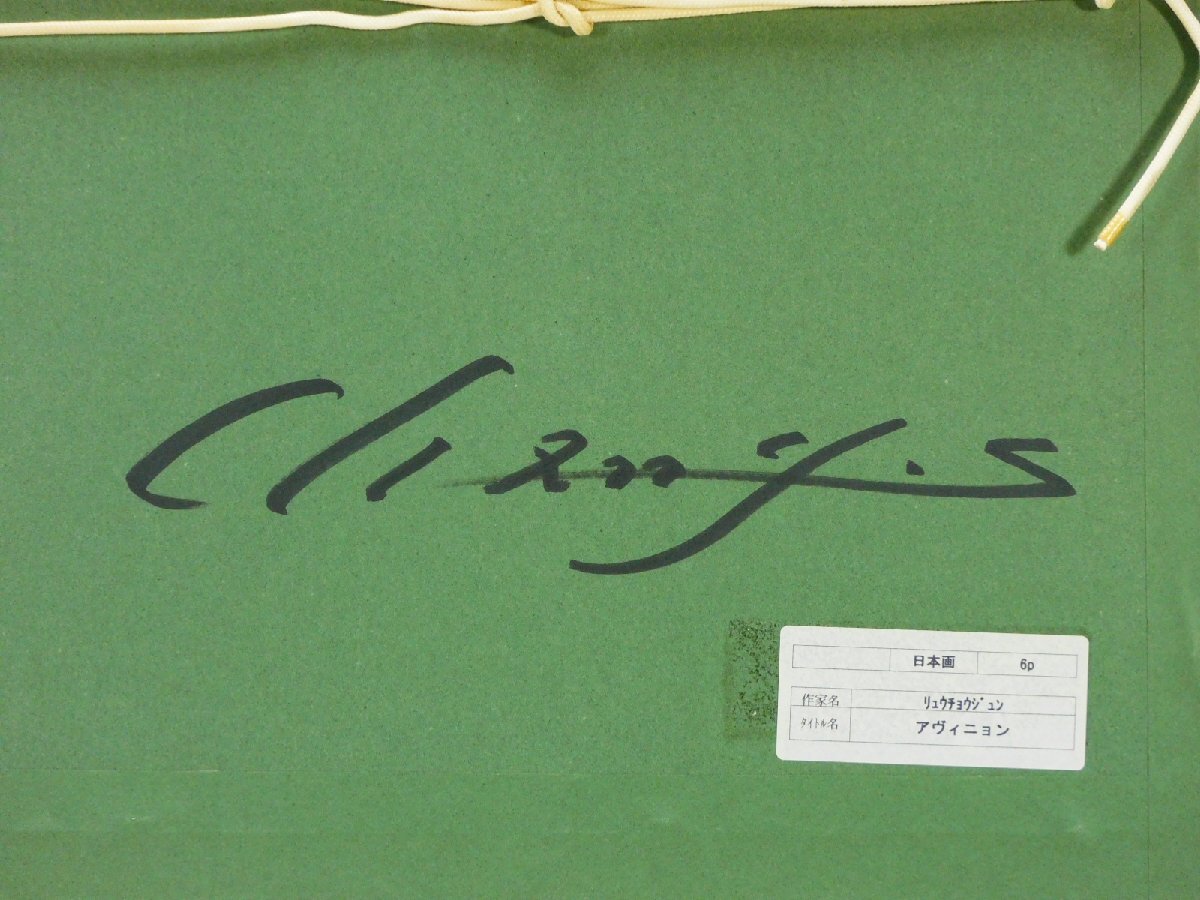 日本画 6p
作家名 リュウチョウジュン
タイトル名 アヴィニョン